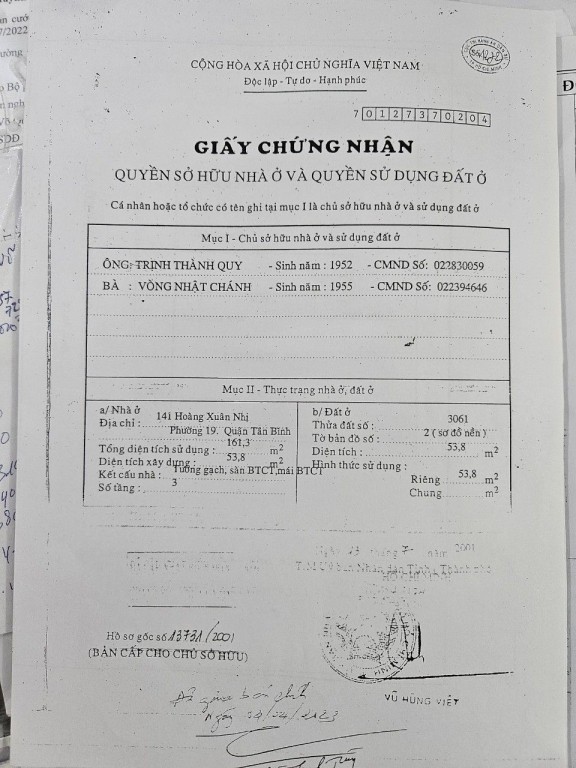 CỘNG HÒA XÃ HỘI CHỦ NGHĨA VIỆT NAM
Độc lập - Tự do - Hạnh phúc
7 0 1 2 7 3 7 0 2 0 4
GIẤY CHỨNG NHẬN
QUYỀN SỞ HỮU NHÀ Ở VÀ QUYỀN SỬ DỤNG ĐẤT Ở
Cá nhân hoặc tổ chức có tên ghi tại mục I là chủ sở hữu nhà ở và sử dụng đất ở
Mục I - Chủ sở hữu nhà ở và sử dụng đất ở
ÔNG: TRỊNH THÀNH QUY - Sinh năm : 1952 - CMND Số: 022830059
BÀ : VÒNG NHẬT CHÁNH - Sinh năm : 1955 - CMND Số: 022394646
Mục II - Thực trạng nhà ở, đất ở
a/ Nhà ở
Địa chỉ : 141 Hoàng Xuân Nhị
Phường 19. Quận Tân Bình
Tổng diện tích sử dụng : 161,3 m2
Diện tích xây dựng : 53,8 m2
Kết cấu nhà : Tường gạch, sàn BTCT, mái BTCT
Số tầng : 3
b/ Đất ở
Thửa đất số : 3061
Tờ bản đồ số : 2 ( sơ đồ nền )
Diện tích : 53,8 m2
Hình thức sử dụng :
Riêng 53,8 m2
Chung m2
năm 2001
Hồ sơ gốc số 13731/2001
(BẢN CẤP CHO CHỦ SỞ HỮU)
VŨ HÙNG VIỆT